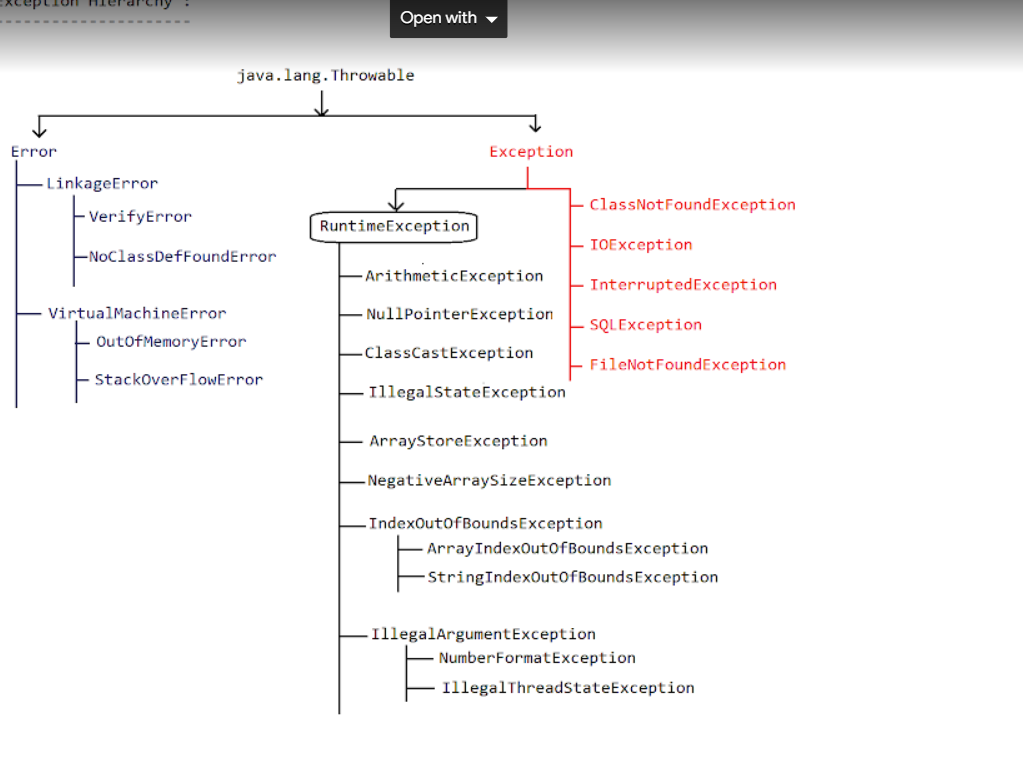 Exception Hierarchy :
--------------------
Open with
java.lang.Throwable
Error
Exception
LinkageError
VerifyError
NoClassDefFoundError
VirtualMachineError
OutOfMemoryError
StackOverFlowError
RuntimeException
ArithmeticException
NullPointerException
ClassCastException
IllegalStateException
ArrayStoreException
NegativeArraySizeException
IndexOutOfBoundsException
ArrayIndexOutOfBoundsException
StringIndexOutOfBoundsException
IllegalArgumentException
NumberFormatException
IllegalThreadStateException
ClassNotFoundException
IOException
InterruptedException
SQLException
FileNotFoundException